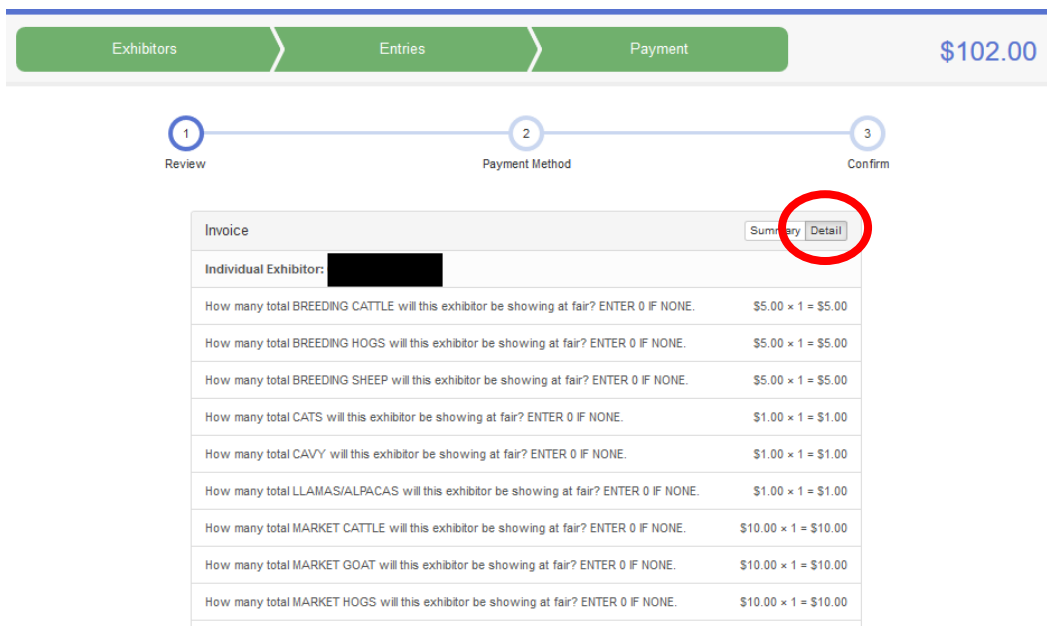 Exhibitors Entries Payment $102.00
1 2 3
Review Payment Method Confirm
Invoice Summary Detail
Individual Exhibitor:
How many total BREEDING CATTLE will this exhibitor be showing at fair? ENTER 0 IF NONE. $5.00 × 1 = $5.00
How many total BREEDING HOGS will this exhibitor be showing at fair? ENTER 0 IF NONE. $5.00 × 1 = $5.00
How many total BREEDING SHEEP will this exhibitor be showing at fair? ENTER 0 IF NONE. $5.00 × 1 = $5.00
How many total CATS will this exhibitor be showing at fair? ENTER 0 IF NONE. $1.00 × 1 = $1.00
How many total CAVY will this exhibitor be showing at fair? ENTER 0 IF NONE. $1.00 × 1 = $1.00
How many total LLAMAS/ALPACAS will this exhibitor be showing at fair? ENTER 0 IF NONE. $1.00 × 1 = $1.00
How many total MARKET CATTLE will this exhibitor be showing at fair? ENTER 0 IF NONE. $10.00 × 1 = $10.00
How many total MARKET GOAT will this exhibitor be showing at fair? ENTER 0 IF NONE. $10.00 × 1 = $10.00
How many total MARKET HOGS will this exhibitor be showing at fair? ENTER 0 IF NONE. $10.00 × 1 = $10.00